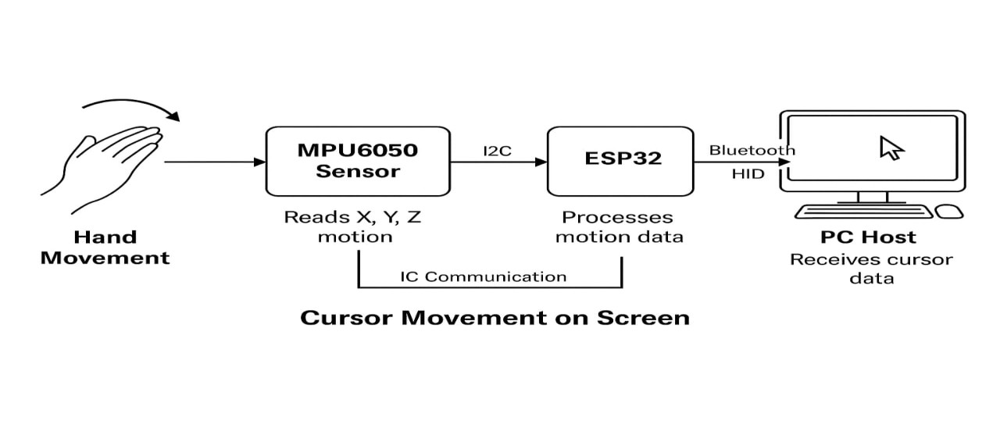 Hand
Movement
MPU6050
Sensor
Reads X, Y, Z
motion
I2C
ESP32
Processes
motion data
IC Communication
Bluetooth
HID
PC Host
Receives cursor
data
Cursor Movement on Screen